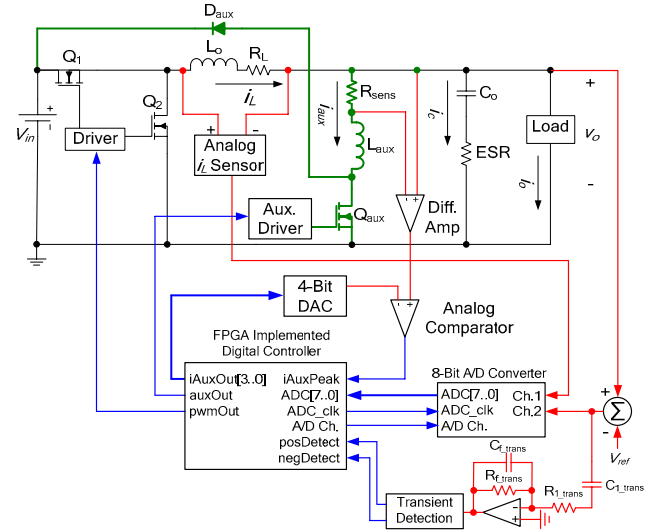 D_aux
Q_1
L_o
R_L
Q_2
i_L
R_sens
i_aux
C_o
i_c
+
+
-
V_in
Driver
+ -
Analog
i_L Sensor
L_aux
ESR
Load
v_o
i_o
-
Aux.
Driver
Q_aux
- +
Diff.
Amp
4-Bit
DAC
- +
Analog
Comparator
FPGA Implemented
Digital Controller
8-Bit A/D Converter
iAuxOut[3..0]
auxOut
pwmOut
iAuxPeak
ADC[7..0]
ADC_clk
A/D Ch.
posDetect
negDetect
ADC[7..0]
ADC_clk
A/D Ch.
Ch.1
Ch.2
+
Σ
-
V_ref
C_f_trans
R_f_trans
C_1_trans
R_1_trans
-
+
Transient
Detection